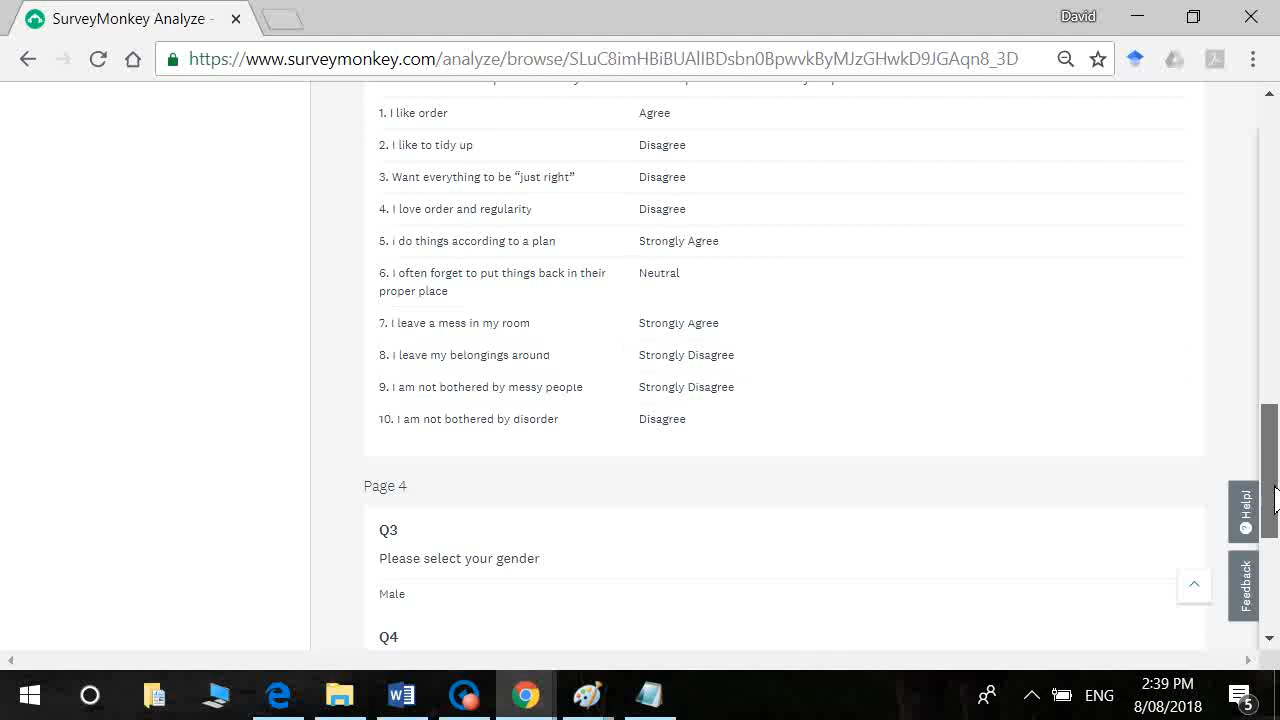 SurveyMonkey Analyze -
David
https://www.surveymonkey.com/analyze/browse/SLuC8imHBiBUAlIBDsbn0BpwvkByMJzGHwkD9JGAqn8_3D
1. I like order Agree
2. I like to tidy up Disagree
3. Want everything to be “just right” Disagree
4. I love order and regularity Disagree
5. i do things according to a plan Strongly Agree
6. I often forget to put things back in their Neutral
proper place
7. I leave a mess in my room Strongly Agree
8. I leave my belongings around Strongly Disagree
9. I am not bothered by messy people Strongly Disagree
10. I am not bothered by disorder Disagree
Page 4
Help!
Q3
Please select your gender
Feedback
Male
Q4
ENG
2:39 PM
8/08/2018
5